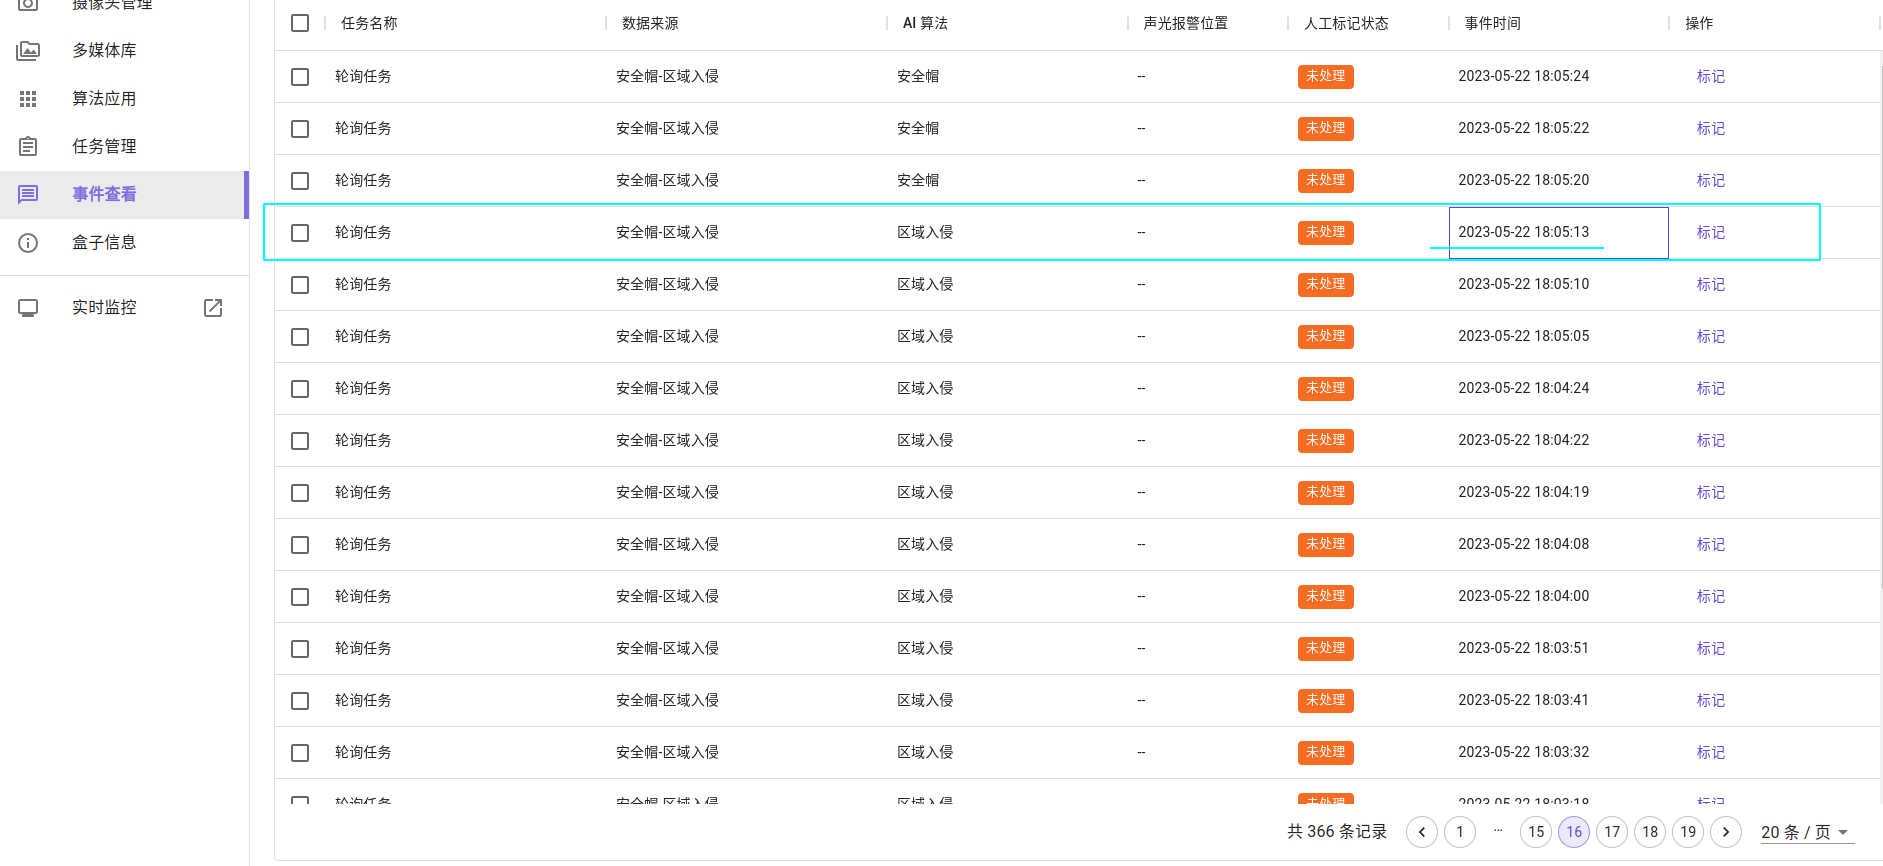 摄像头管理
多媒体库
算法应用
任务管理
事件查看
盒子信息
实时监控
任务名称 数据来源 AI 算法 声光报警位置 人工标记状态 事件时间 操作
轮询任务 安全帽-区域入侵 安全帽 -- 未处理 2023-05-22 18:05:24 标记
轮询任务 安全帽-区域入侵 安全帽 -- 未处理 2023-05-22 18:05:22 标记
轮询任务 安全帽-区域入侵 安全帽 -- 未处理 2023-05-22 18:05:20 标记
轮询任务 安全帽-区域入侵 区域入侵 -- 未处理 2023-05-22 18:05:13 标记
轮询任务 安全帽-区域入侵 区域入侵 -- 未处理 2023-05-22 18:05:10 标记
轮询任务 安全帽-区域入侵 区域入侵 -- 未处理 2023-05-22 18:05:05 标记
轮询任务 安全帽-区域入侵 区域入侵 -- 未处理 2023-05-22 18:04:24 标记
轮询任务 安全帽-区域入侵 区域入侵 -- 未处理 2023-05-22 18:04:22 标记
轮询任务 安全帽-区域入侵 区域入侵 -- 未处理 2023-05-22 18:04:19 标记
轮询任务 安全帽-区域入侵 区域入侵 -- 未处理 2023-05-22 18:04:08 标记
轮询任务 安全帽-区域入侵 区域入侵 -- 未处理 2023-05-22 18:04:00 标记
轮询任务 安全帽-区域入侵 区域入侵 -- 未处理 2023-05-22 18:03:51 标记
轮询任务 安全帽-区域入侵 区域入侵 -- 未处理 2023-05-22 18:03:41 标记
轮询任务 安全帽-区域入侵 区域入侵 -- 未处理 2023-05-22 18:03:32 标记
轮询任务 安全帽-区域入侵 区域入侵 -- 未处理 2023-05-22 18:03:18 标记
共 366 条记录 1 ... 15 16 17 18 19 20 条 / 页